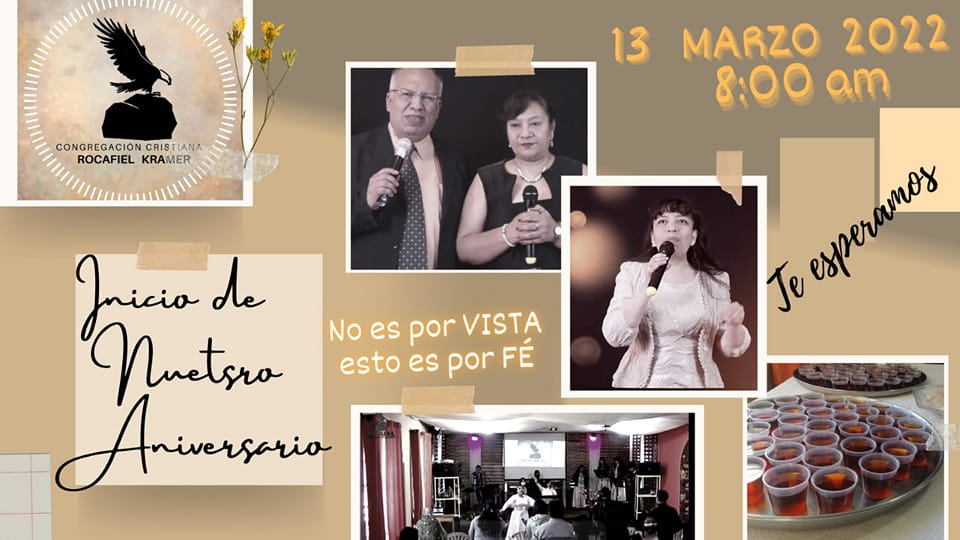 CONGREGACIÓN CRISTIANA
ROCAFIEL KRAMER
13 MARZO 2022
8:00 am
Te esperamos
Inicio de
Nuetsro
Aniversario
No es por VISTA
esto es por FÉ